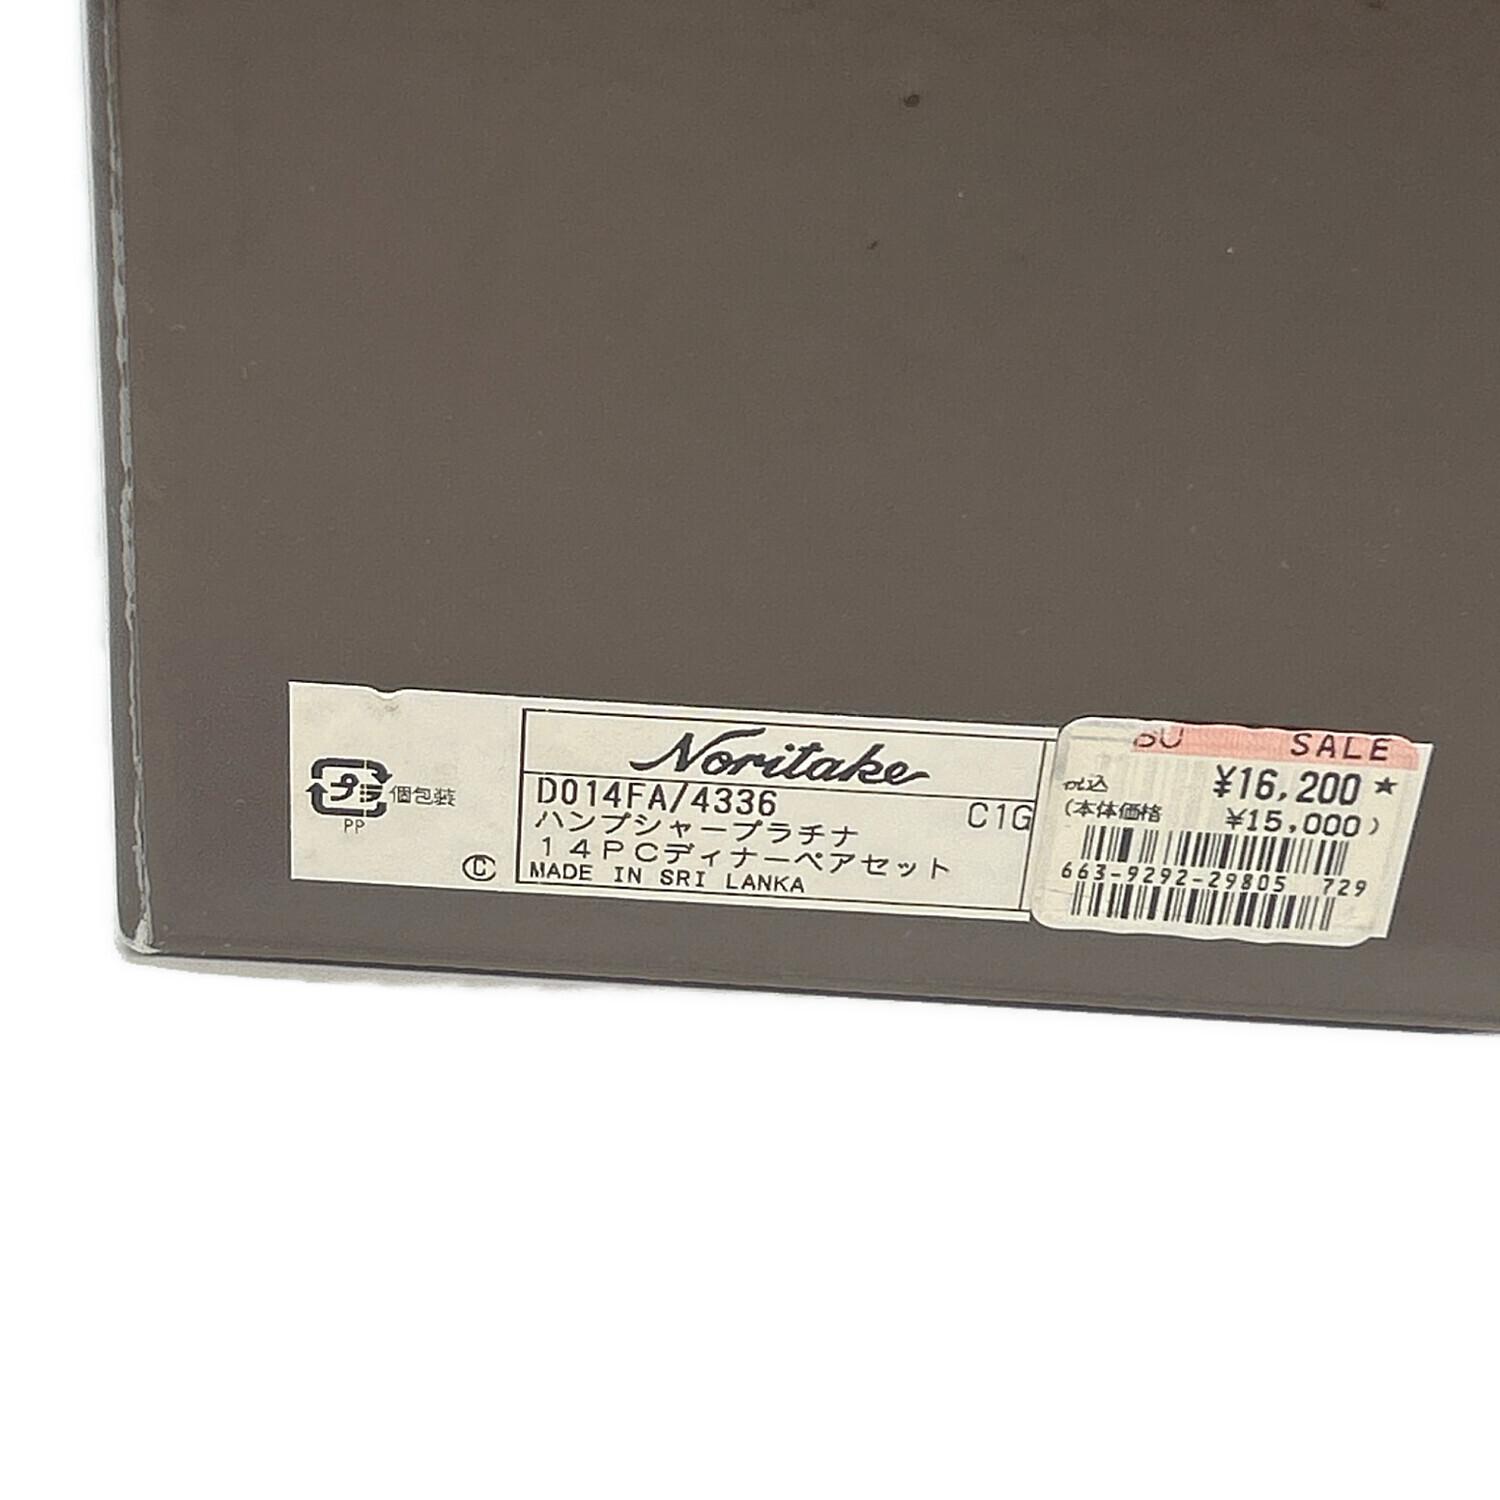 Noritake
D014FA/4336 C1G
ハンプシャープラチナ
14PCディナーペアセット
MADE IN SRI LANKA
プラ 個包装
PP
C
SALE
税込 ¥16,200★
(本体価格 ¥15,000)
663-9292-29805 729